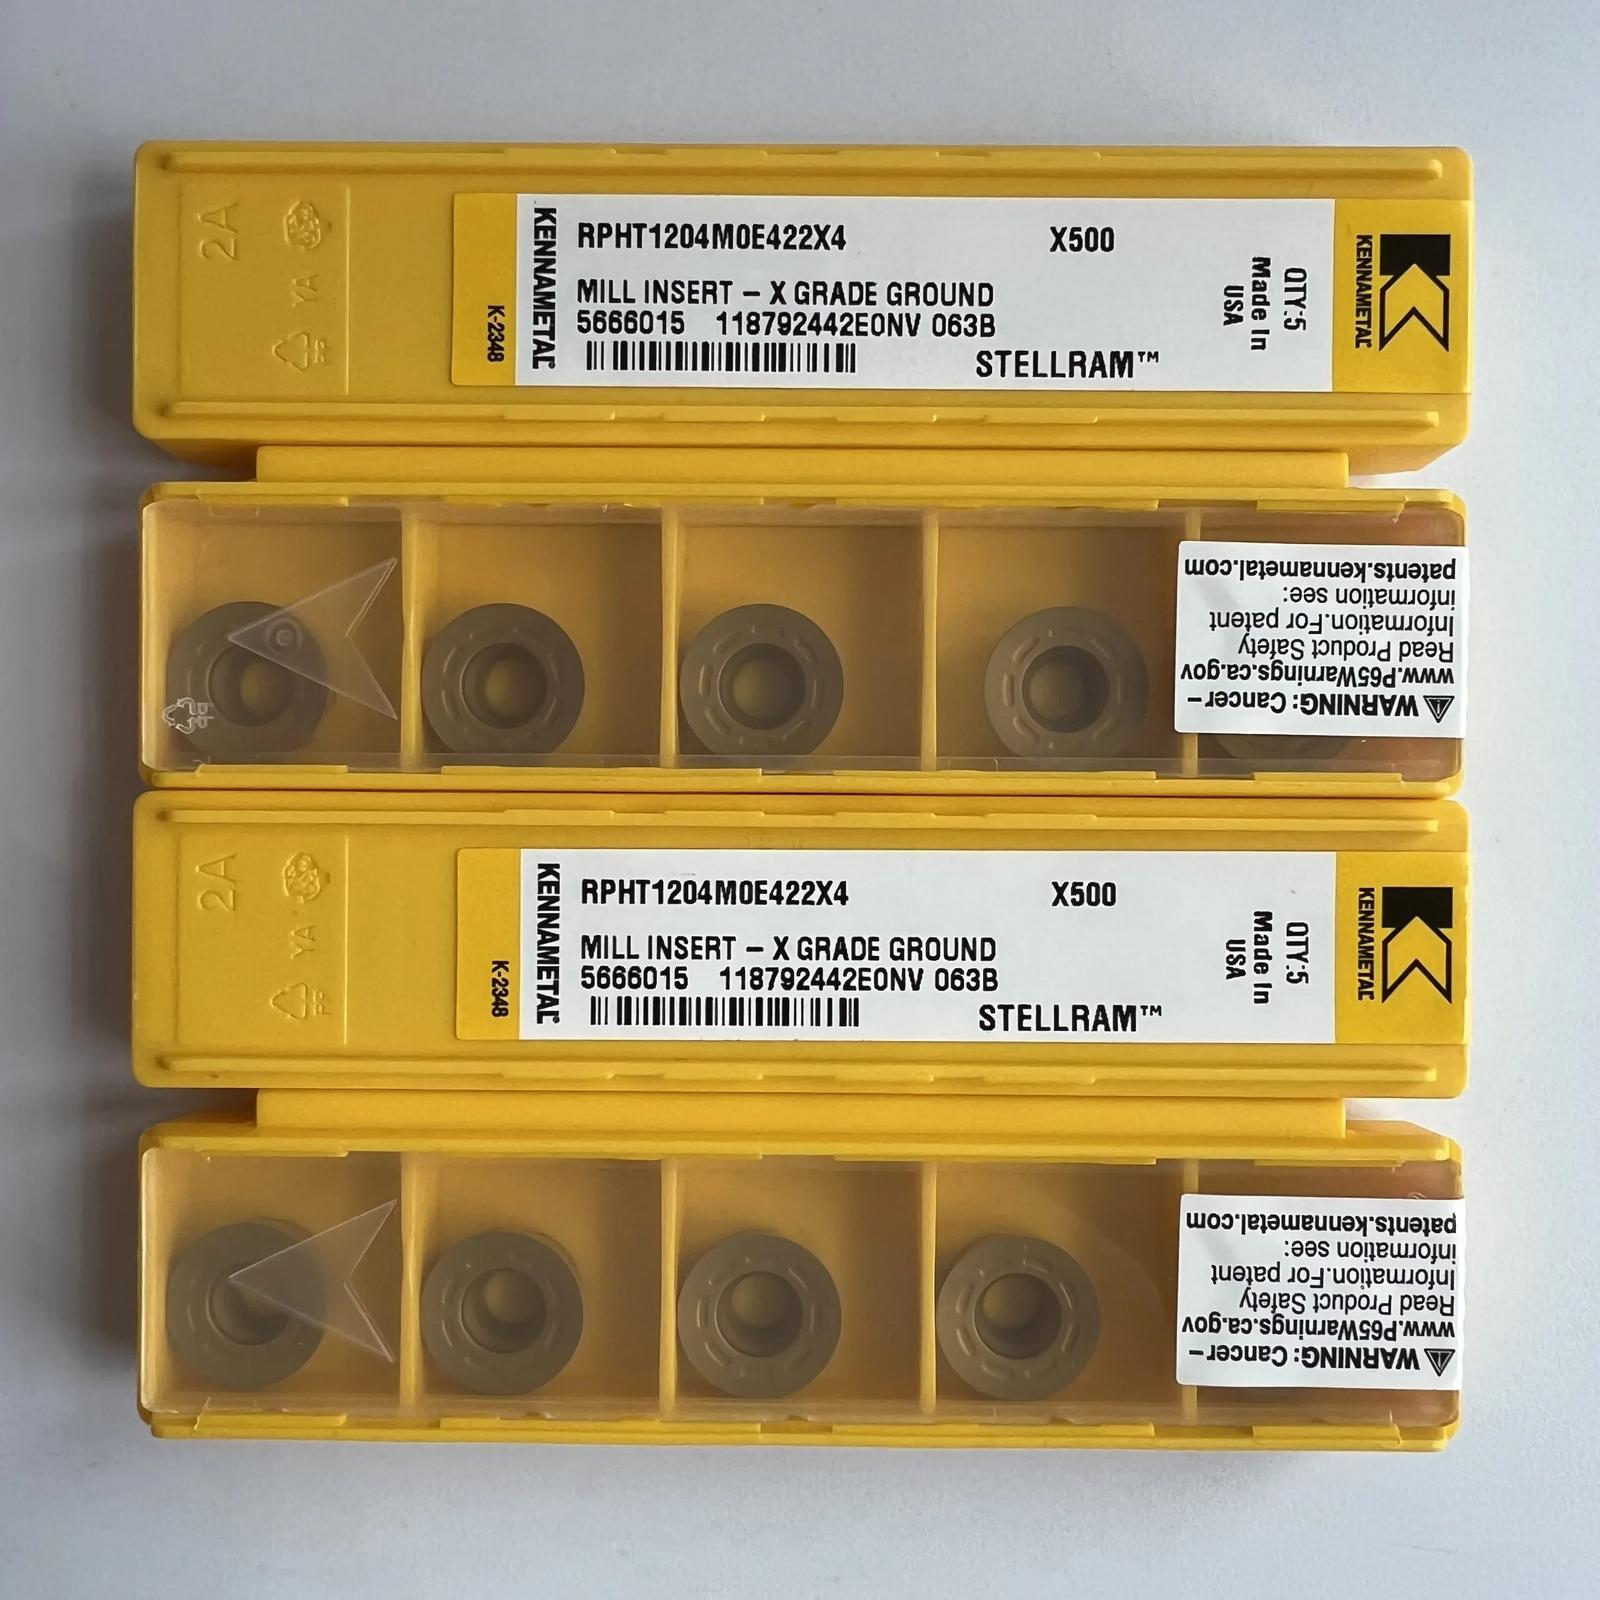 2A
YA
KENNAMETAL
K-2348
RPHT1204M0E422X4 X500
MILL INSERT – X GRADE GROUND
5666015 118792442E0NV 063B
STELLRAM™
QTY:5
Made In
USA
KENNAMETAL
⚠ WARNING: Cancer–
www.P65Warnings.ca.gov
Read Product Safety
Information.For patent
information see:
patents.kennametal.com
2A
YA
KENNAMETAL
K-2348
RPHT1204M0E422X4 X500
MILL INSERT – X GRADE GROUND
5666015 118792442E0NV 063B
STELLRAM™
QTY:5
Made In
USA
KENNAMETAL
⚠ WARNING: Cancer–
www.P65Warnings.ca.gov
Read Product Safety
Information.For patent
information see:
patents.kennametal.com